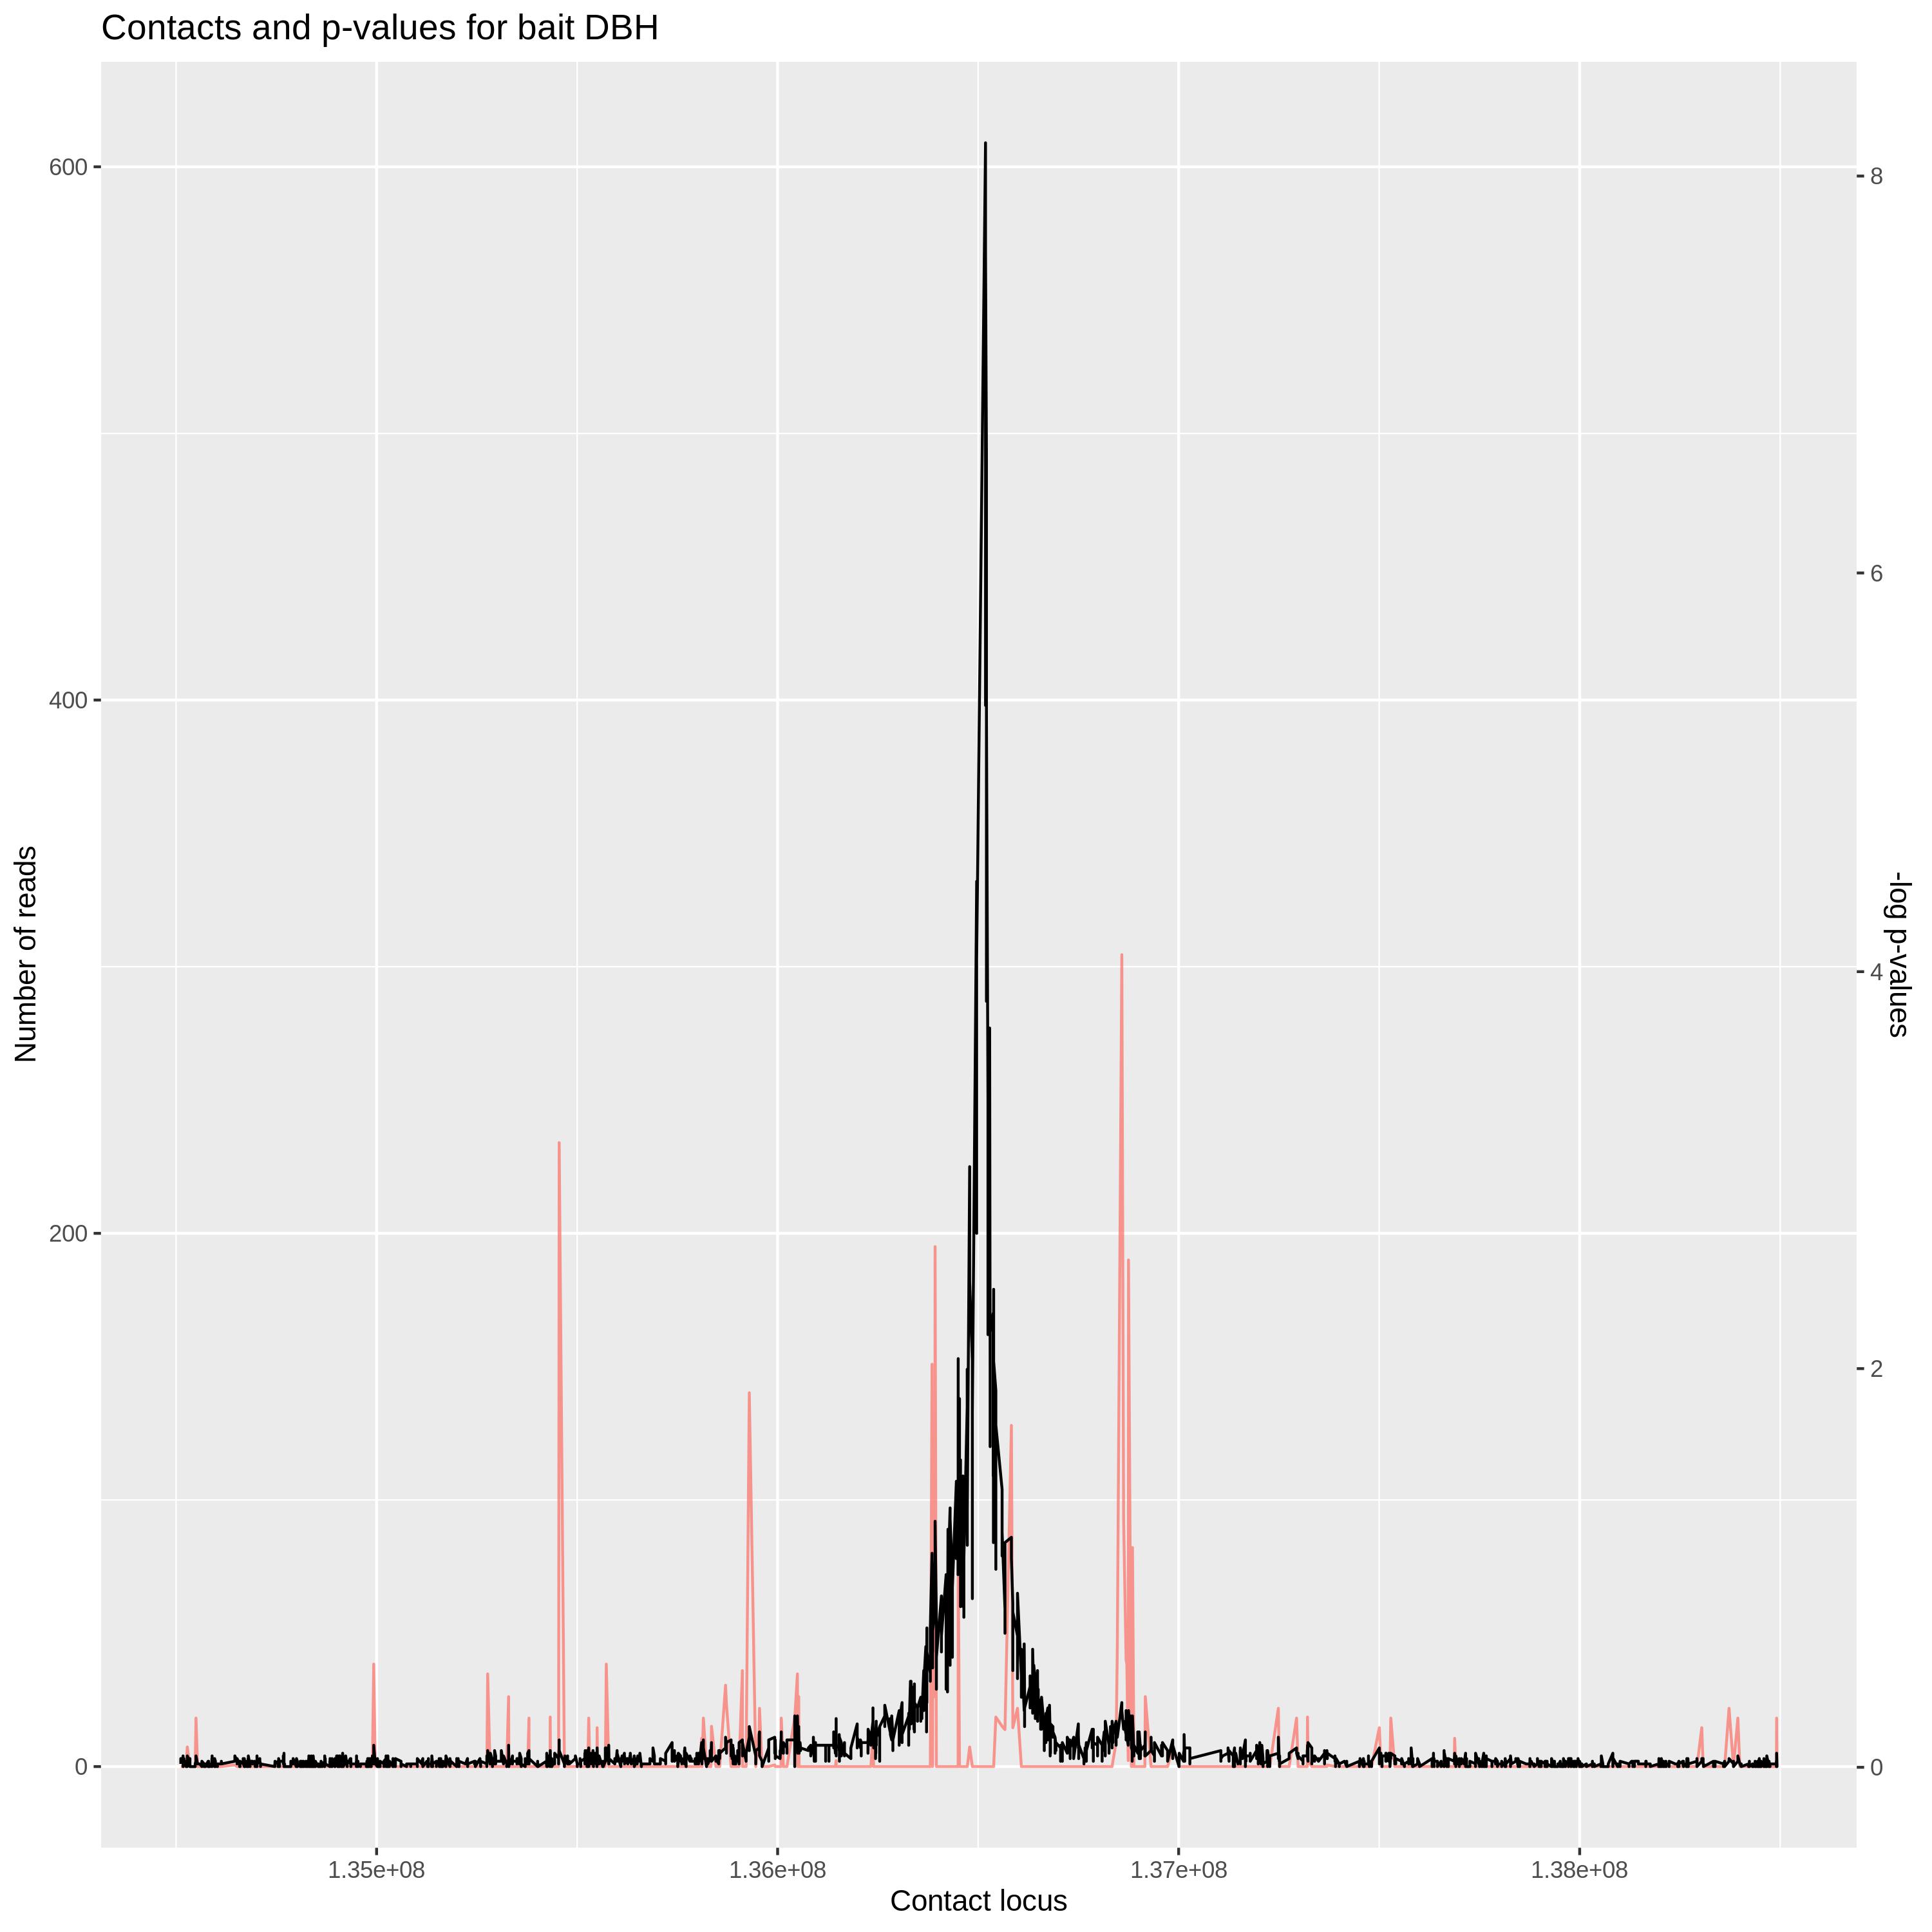 Contacts and p-values for bait DBH
600
400
200
0
Number of reads
8
6
4
2
0
-log p-values
1.35e+08
1.36e+08
1.37e+08
1.38e+08
Contact locus